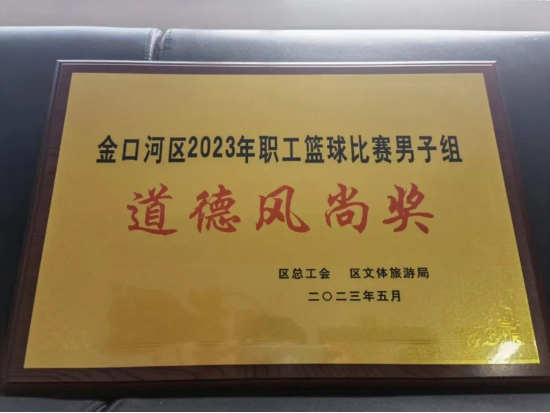 金口河区2023年职工篮球比赛男子组
道德风尚奖
区总工会 区文体旅游局
二〇二三年五月